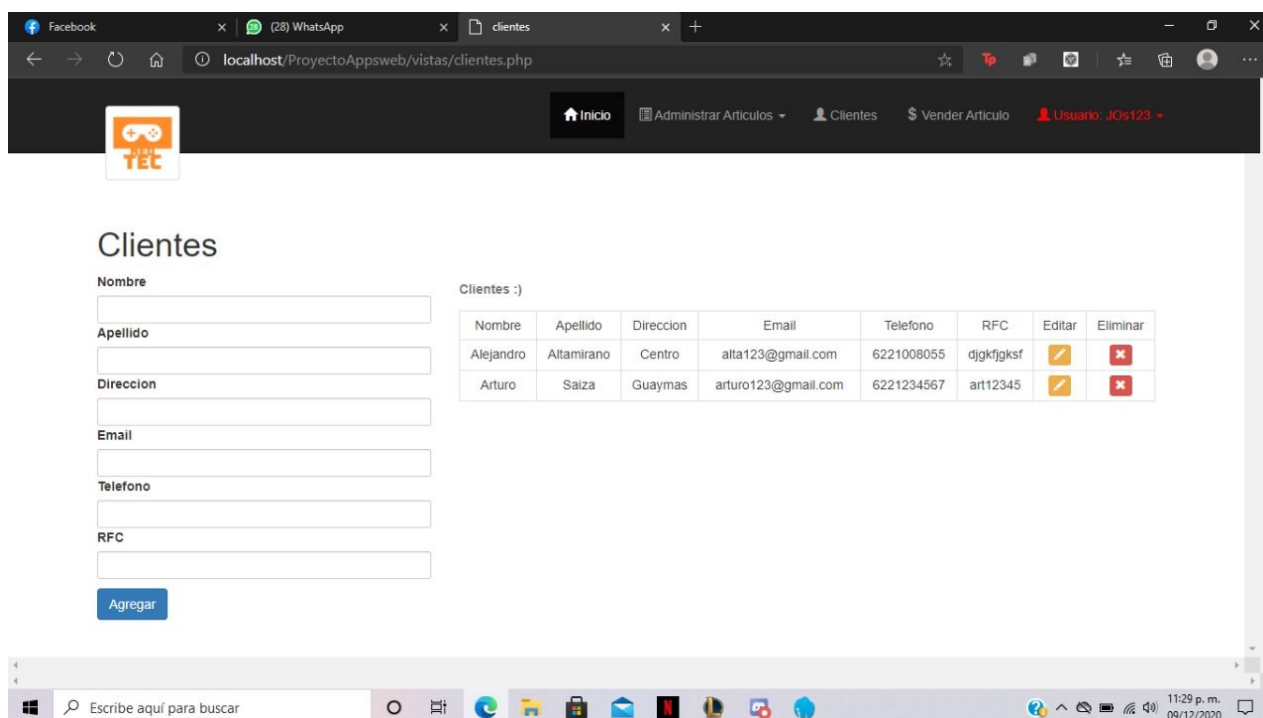 Facebook
(28) WhatsApp
clientes
localhost/ProyectoAppsweb/vistas/clientes.php
TEC
Inicio
Administrar Articulos
Clientes
$ Vender Articulo
Usuario: JOs123
Clientes
Nombre
Apellido
Direccion
Email
Telefono
RFC
Agregar
Clientes :)
Nombre Apellido Direccion Email Telefono RFC Editar Eliminar
Alejandro Altamirano Centro alta123@gmail.com 6221008055 djgkfjgksf
Arturo Saiza Guaymas arturo123@gmail.com 6221234567 art12345
Escribe aquí para buscar
11:29 p. m.
09/12/2020